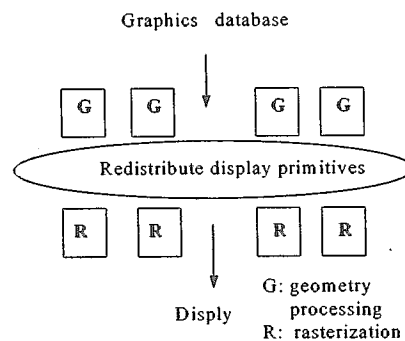 Graphics database
G G G G
Redistribute display primitives
R R R R
Disply
G: geometry
processing
R: rasterization